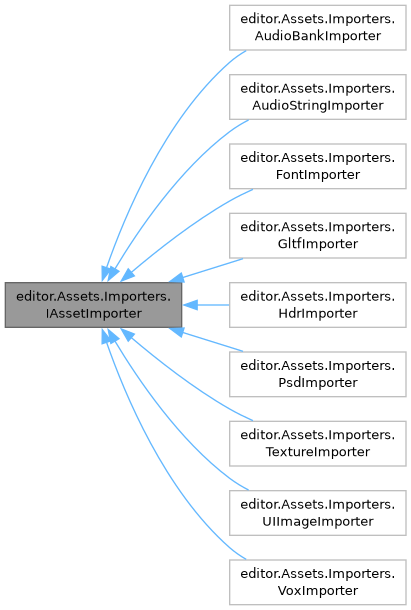 editor.Assets.Importers.
AudioBankImporter
editor.Assets.Importers.
AudioStringImporter
editor.Assets.Importers.
FontImporter
editor.Assets.Importers.
GltfImporter
editor.Assets.Importers.
IAssetImporter
editor.Assets.Importers.
HdrImporter
editor.Assets.Importers.
PsdImporter
editor.Assets.Importers.
TextureImporter
editor.Assets.Importers.
UIImageImporter
editor.Assets.Importers.
VoxImporter